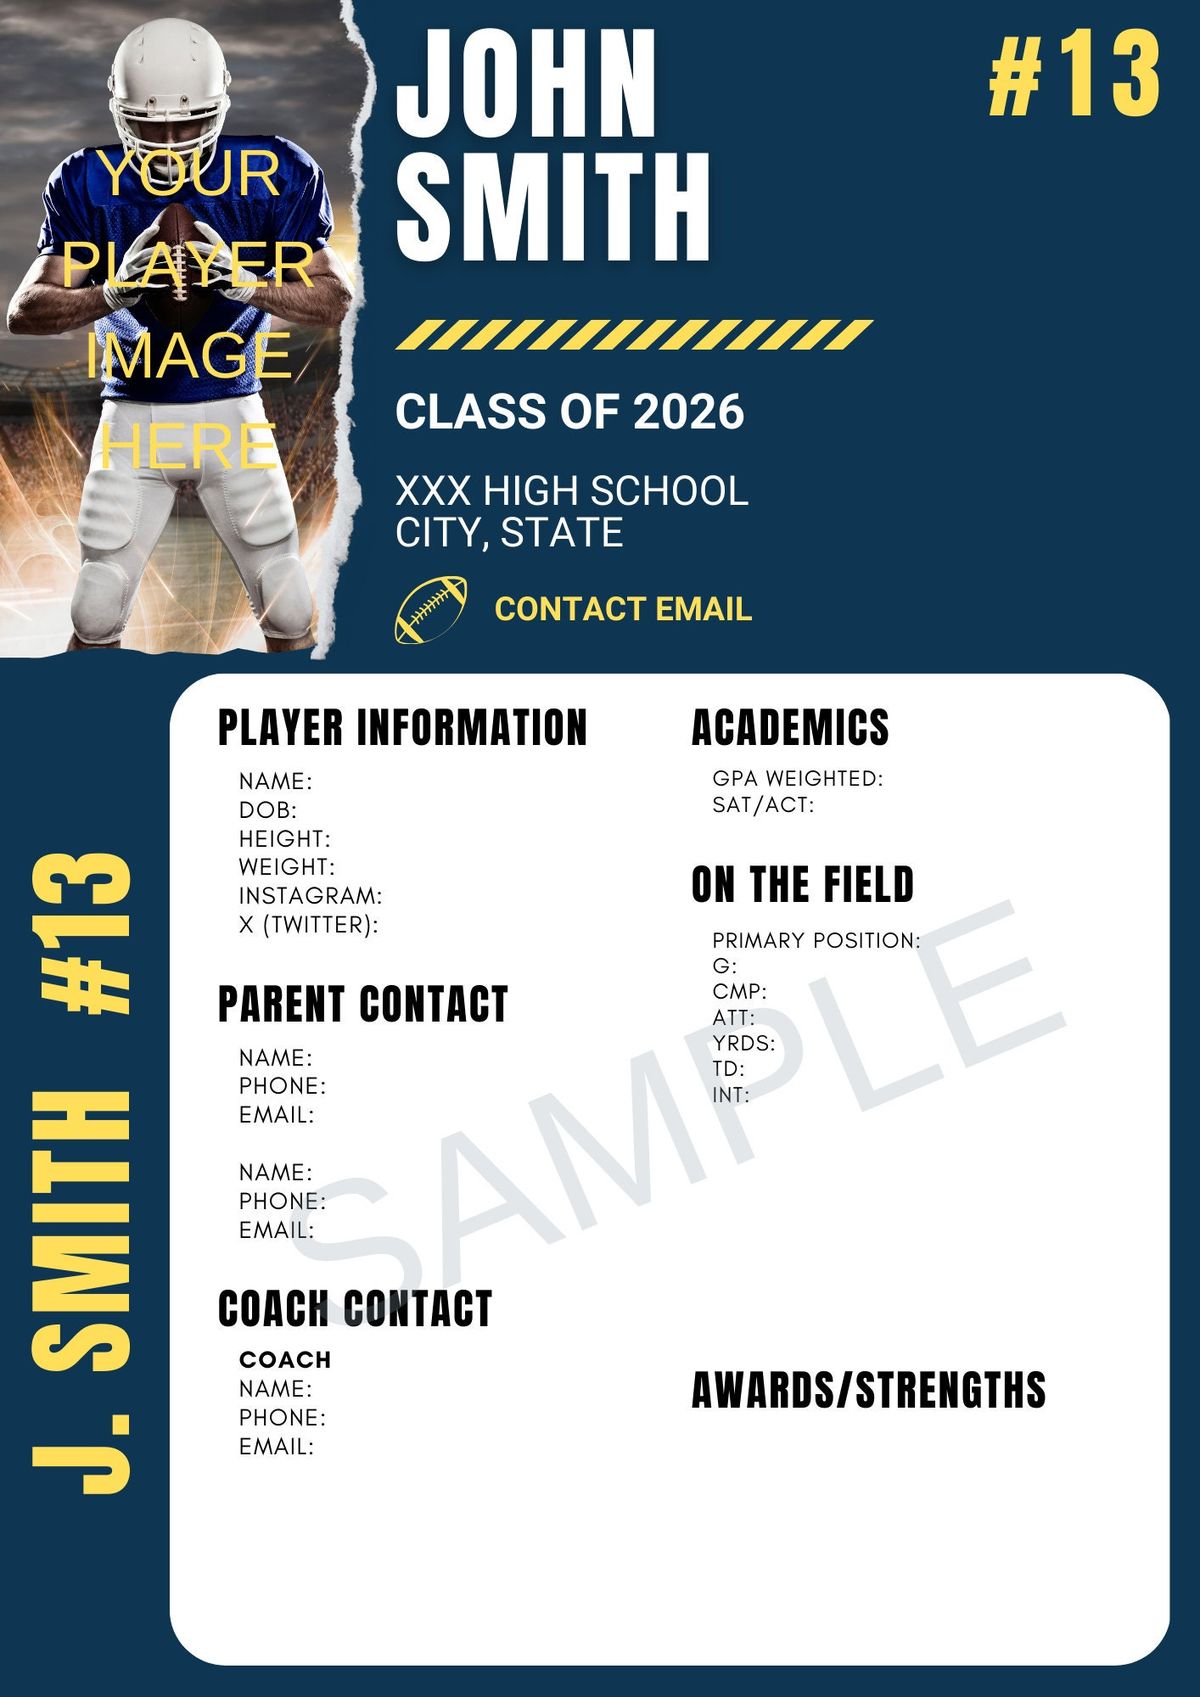 JOHN
SMITH
#13
YOUR
PLAYER
IMAGE
HERE
CLASS OF 2026
XXX HIGH SCHOOL
CITY, STATE
CONTACT EMAIL
J. SMITH #13
PLAYER INFORMATION
NAME:
DOB:
HEIGHT:
WEIGHT:
INSTAGRAM:
X (TWITTER):
PARENT CONTACT
NAME:
PHONE:
EMAIL:
NAME:
PHONE:
EMAIL:
COACH CONTACT
COACH
NAME:
PHONE:
EMAIL:
ACADEMICS
GPA WEIGHTED:
SAT/ACT:
ON THE FIELD
PRIMARY POSITION:
G:
CMP:
ATT:
YRDS:
TD:
INT:
AWARDS/STRENGTHS
SAMPLE